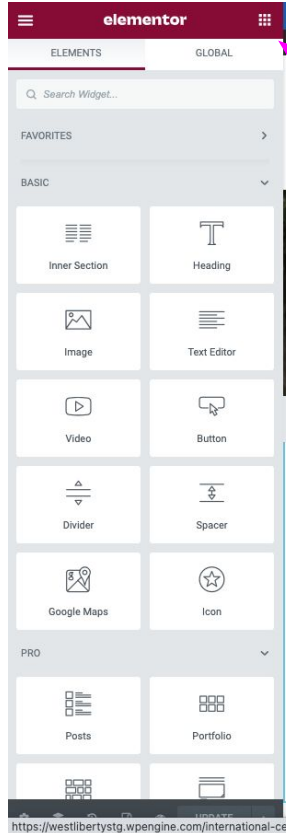 elementor
ELEMENTS GLOBAL
Search Widget...
FAVORITES
BASIC
Inner Section Heading
Image Text Editor
Video Button
Divider Spacer
Google Maps Icon
PRO
Posts Portfolio
UPDATE
https://westlibertystg.wpengine.com/international-ce